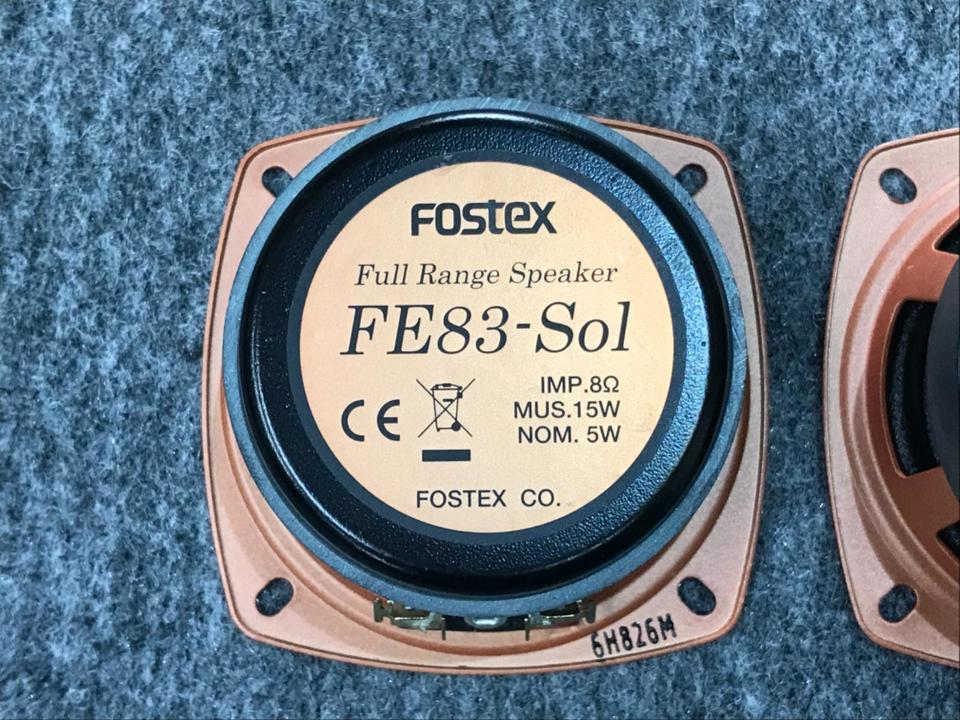 FOSTEX
Full Range Speaker
FE83-Sol
IMP.8Ω
CE MUS.15W
NOM. 5W
FOSTEX CO.
6H826M